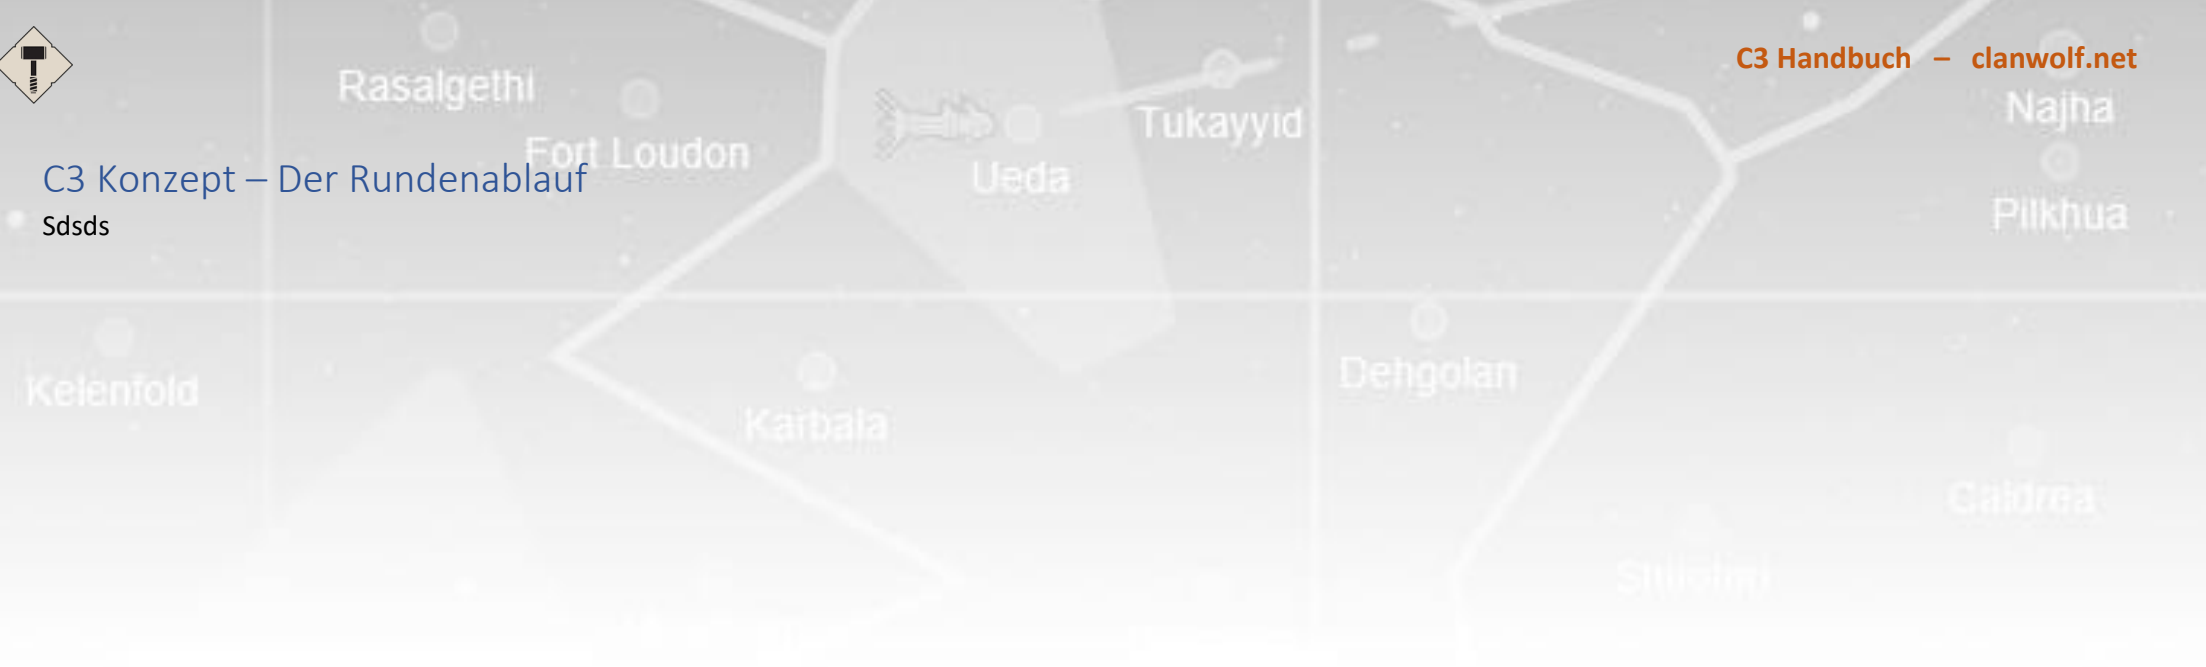 C3 Handbuch – clanwolf.net
Rasalgethi
Najha
Tukayyid
Fort Loudon
C3 Konzept – Der Rundenablauf
Ueda
Pilkhua
Sdsds
Dehgolan
Kelenfold
Karbala
Caldrea